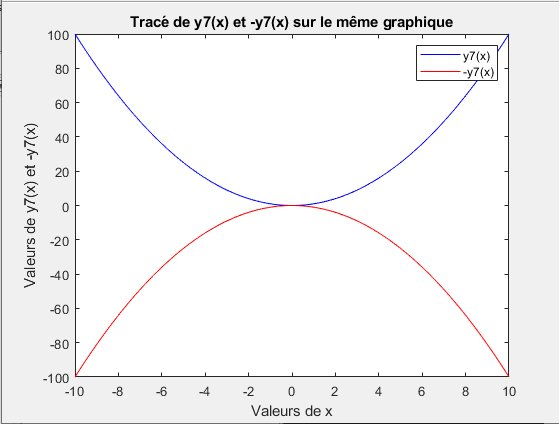 Tracé de y7(x) et -y7(x) sur le même graphique
y7(x)
-y7(x)
Valeurs de y7(x) et -y7(x)
100
80
60
40
20
0
-20
-40
-60
-80
-100
-10 -8 -6 -4 -2 0 2 4 6 8 10
Valeurs de x